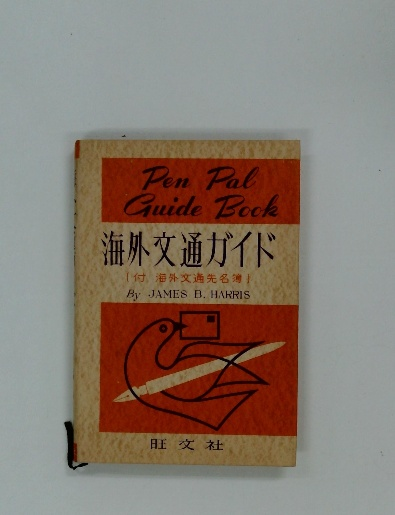 Pen Pal
Guide Book
海外文通ガイド
[付 海外文通先名簿]
By JAMES B. HARRIS
旺文社